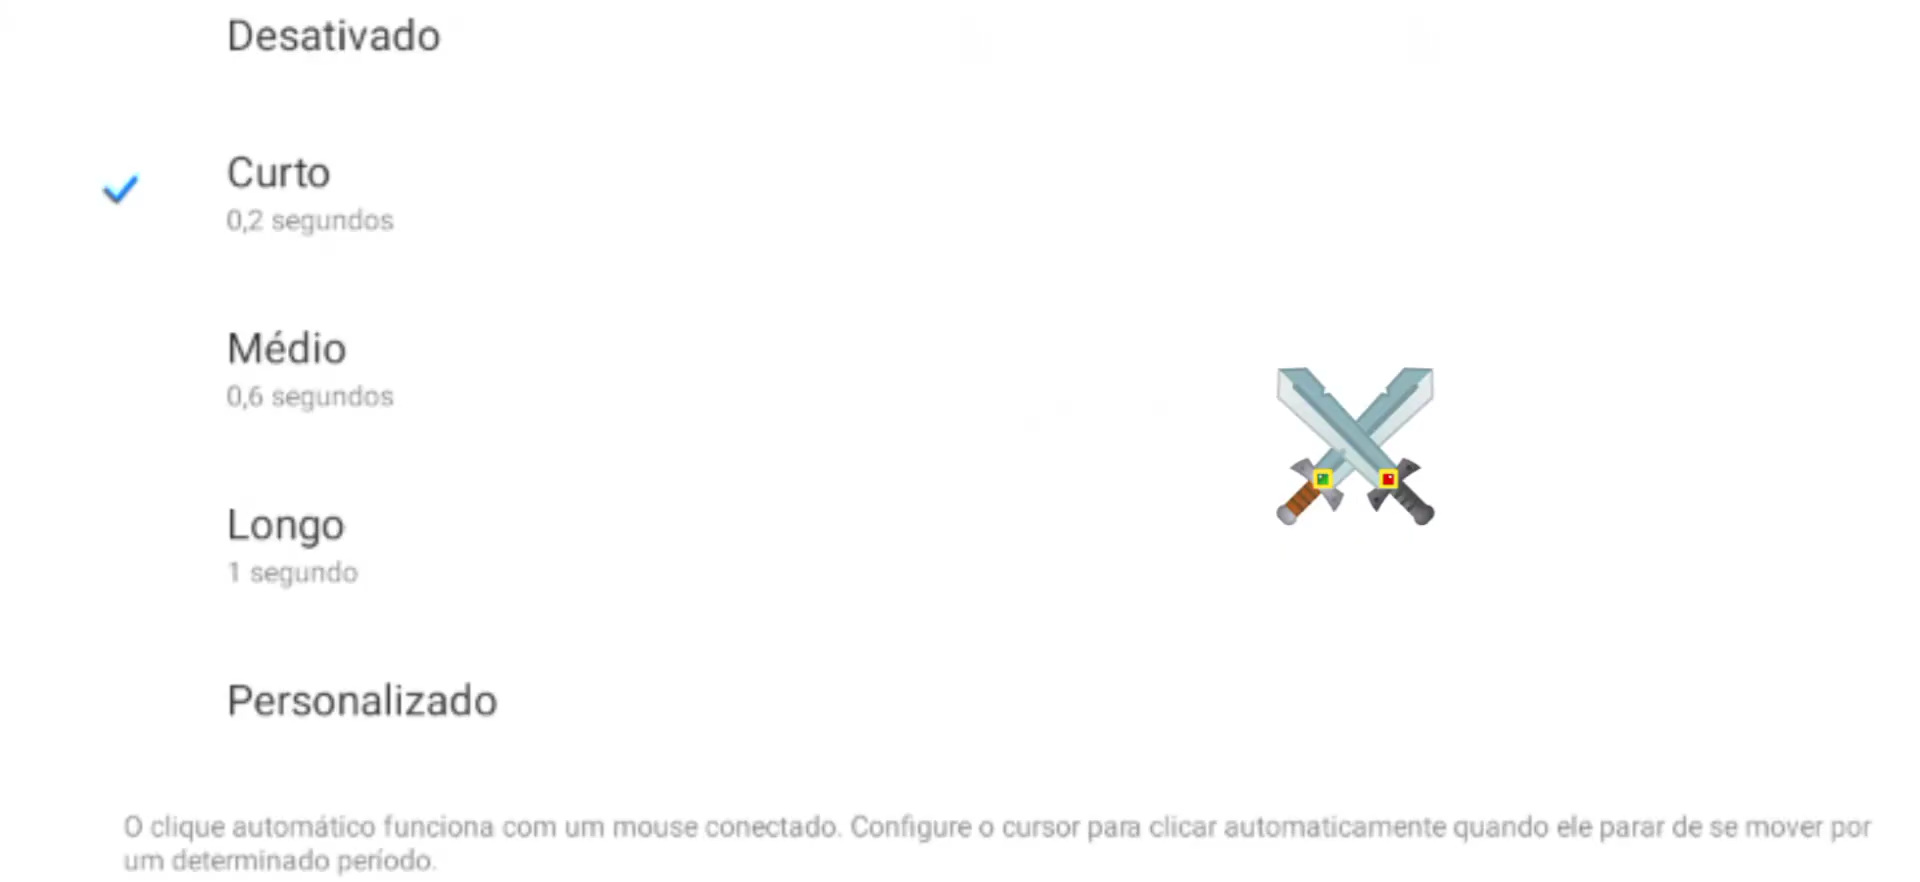 Desativado
Curto
0,2 segundos
Médio
0,6 segundos
Longo
1 segundo
Personalizado
O clique automático funciona com um mouse conectado. Configure o cursor para clicar automaticamente quando ele parar de se mover por
um determinado período.